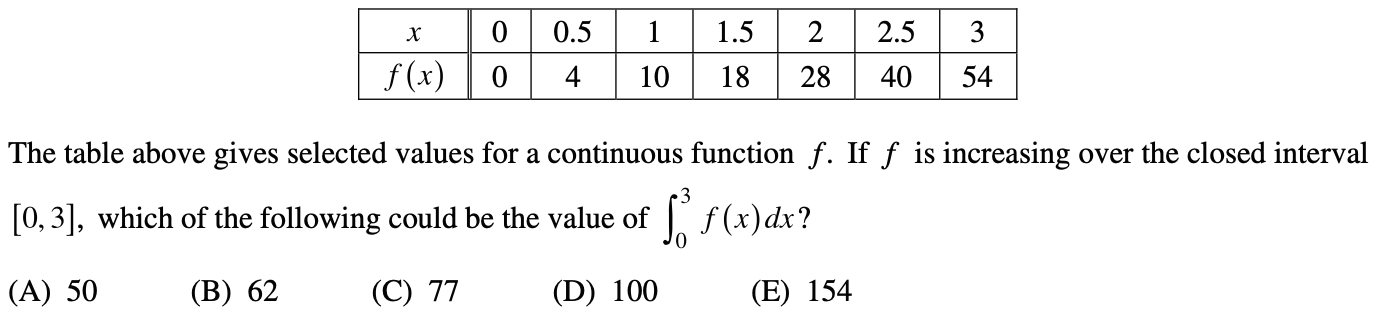 x 0 0.5 1 1.5 2 2.5 3
f(x) 0 4 10 18 28 40 54
The table above gives selected values for a continuous function f. If f is increasing over the closed interval
[0, 3], which of the following could be the value of ∫₀³ f(x) dx?
(A) 50 (B) 62 (C) 77 (D) 100 (E) 154